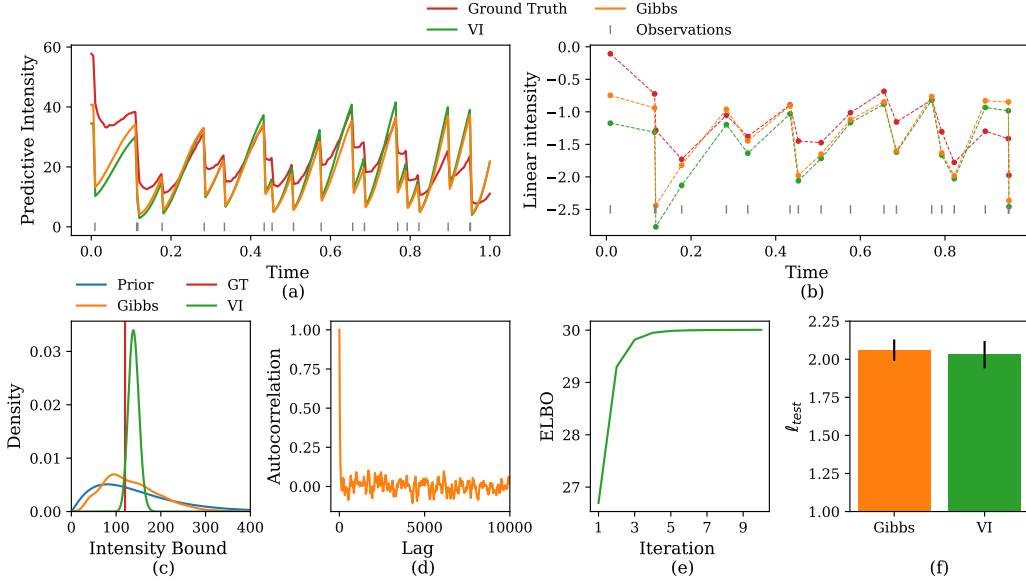 Ground Truth
VI
Gibbs
Observations
Predictive Intensity
60
40
20
0
0.0 0.2 0.4 0.6 0.8 1.0
Time
(a)
Linear intensity
0.0
−0.5
−1.0
−1.5
−2.0
−2.5
0.0 0.2 0.4 0.6 0.8
Time
(b)
Prior
Gibbs
GT
VI
Density
0.03
0.02
0.01
0.00
0 100 200 300 400
Intensity Bound
(c)
Autocorrelation
1.00
0.75
0.50
0.25
0.00
0 5000 10000
Lag
(d)
ELBO
30
29
28
27
1 3 5 7 9
Iteration
(e)
ℓtest
2.25
2.00
1.75
1.50
1.25
1.00
Gibbs VI
(f)